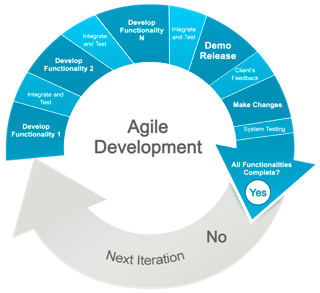 Develop
Functionality 1
Integrate
and Test
Develop
Functionality 2
Integrate
and Test
Develop
Functionality
N
Integrate
and Test
Demo
Release
Client's
Feedback
Make Changes
System Testing
All Functionalities
Complete?
Yes
No
Next Iteration
Agile
Development